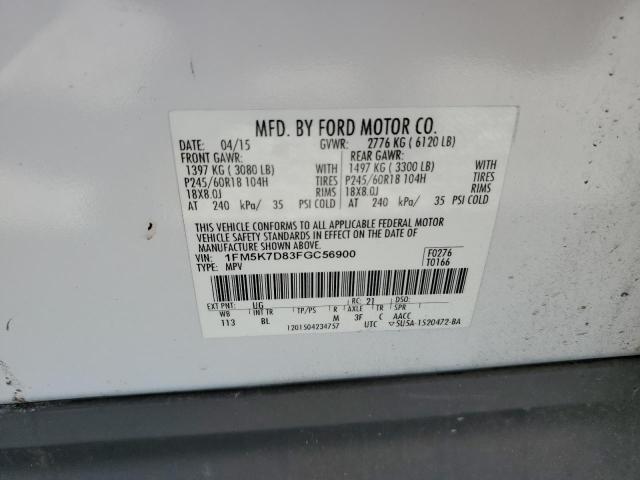 MFD. BY FORD MOTOR CO.
DATE: 04/15 GVWR: 2776 KG ( 6120 LB)
FRONT GAWR: REAR GAWR:
1397 KG ( 3080 LB) WITH 1497 KG ( 3300 LB) WITH
P245/60R18 104H TIRES P245/60R18 104H TIRES
18X8.0J RIMS 18X8.0J RIMS
AT 240 kPa/ 35 PSI COLD AT 240 kPa/ 35 PSI COLD
THIS VEHICLE CONFORMS TO ALL APPLICABLE FEDERAL MOTOR
VEHICLE SAFETY STANDARDS IN EFFECT ON THE DATE OF
MANUFACTURE SHOWN ABOVE.
VIN: 1FM5K7D83FGC56900 F0276
TYPE: MPV T0166
EXT PNT: UG RC: 21 DSO:
WB INT TR TP/PS R AXLE TR SPR
113 BL M 3F C AACC
1201504234757 UTC ▽5U5A-1520472-BA